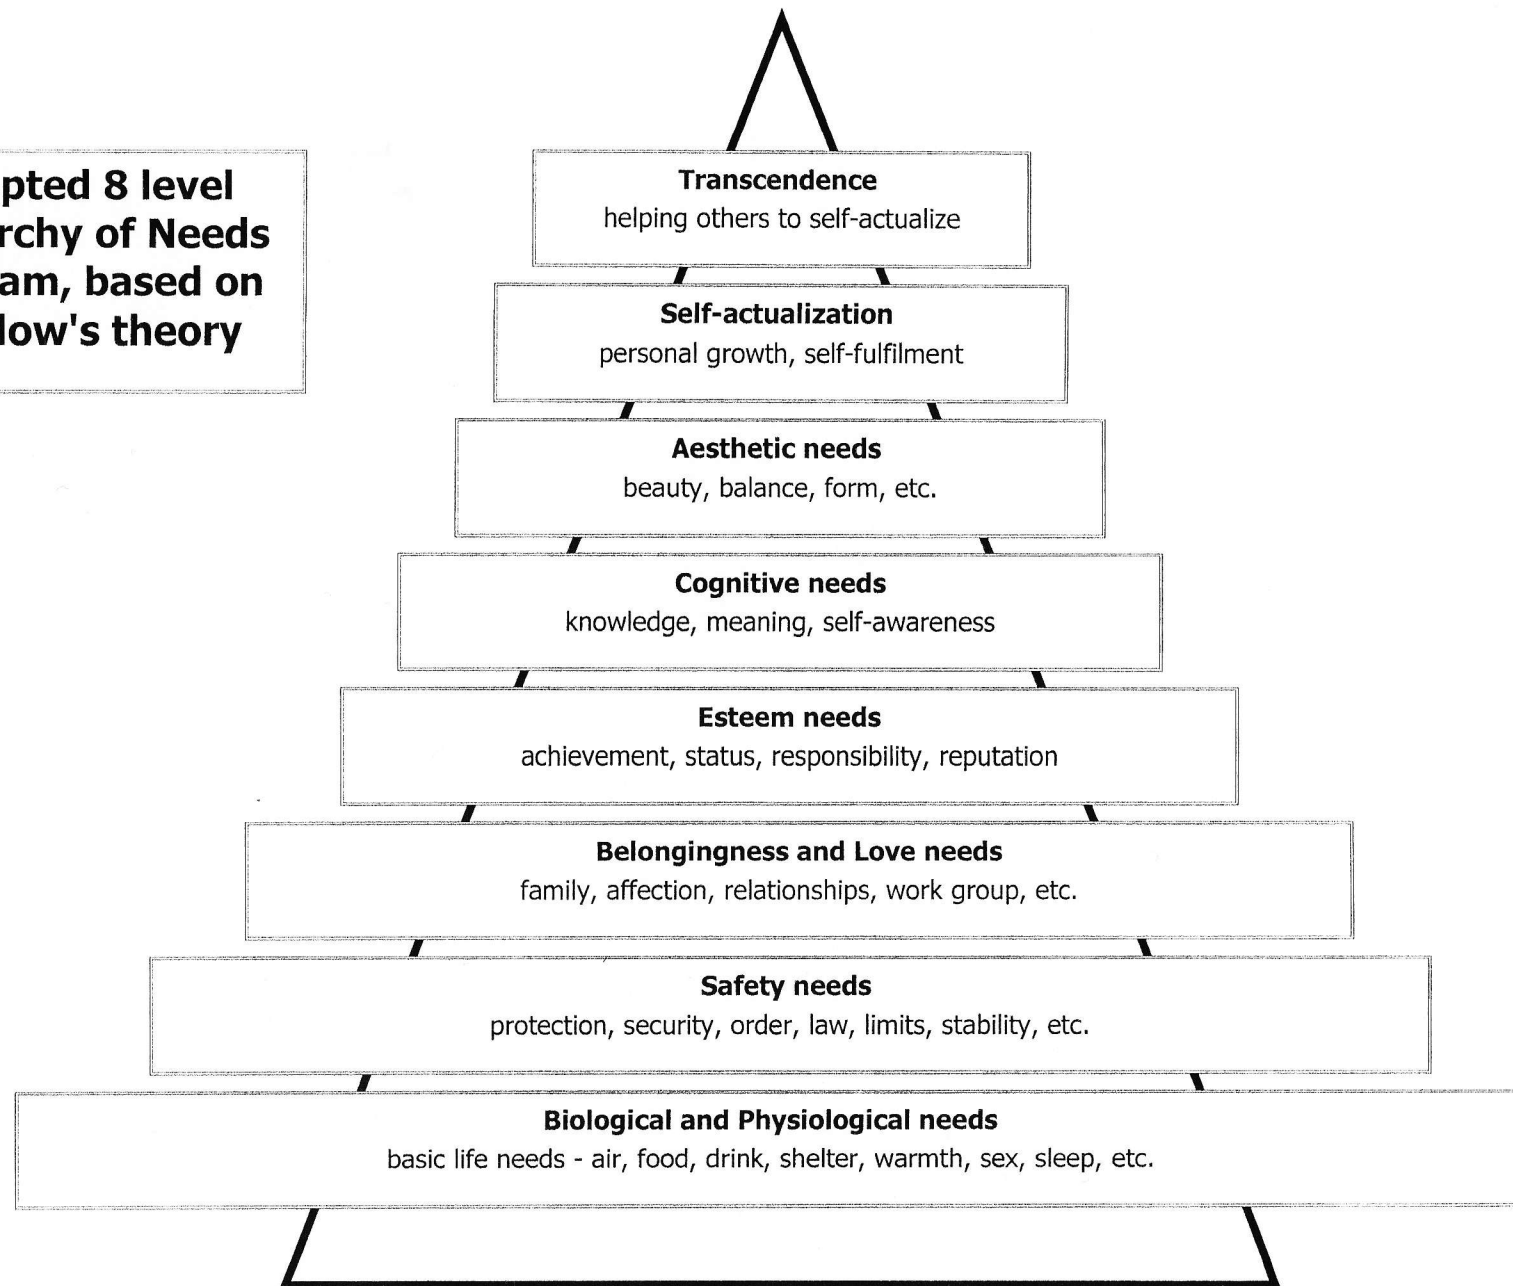 pted 8 level
rchy of Needs
am, based on
low's theory
Transcendence
helping others to self-actualize
Self-actualization
personal growth, self-fulfilment
Aesthetic needs
beauty, balance, form, etc.
Cognitive needs
knowledge, meaning, self-awareness
Esteem needs
achievement, status, responsibility, reputation
Belongingness and Love needs
family, affection, relationships, work group, etc.
Safety needs
protection, security, order, law, limits, stability, etc.
Biological and Physiological needs
basic life needs - air, food, drink, shelter, warmth, sex, sleep, etc.